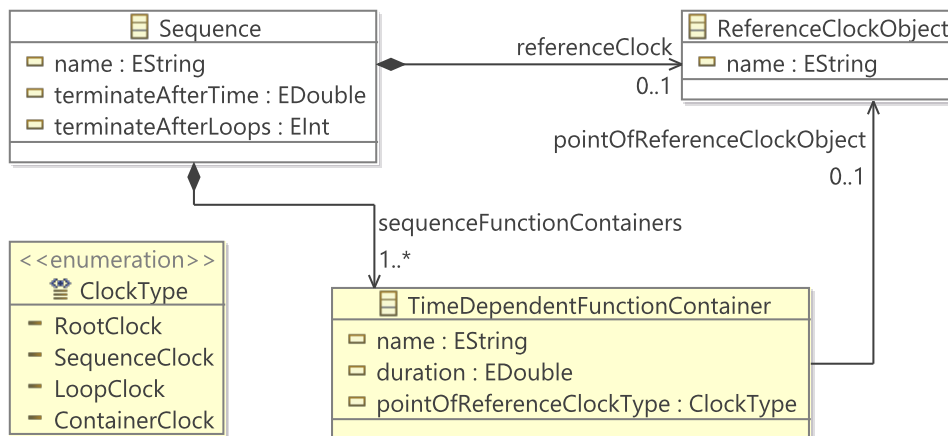 Sequence
name : EString
terminateAfterTime : EDouble
terminateAfterLoops : EInt
referenceClock
0..1
ReferenceClockObject
name : EString
pointOfReferenceClockObject
0..1
sequenceFunctionContainers
1..*
<<enumeration>>
ClockType
RootClock
SequenceClock
LoopClock
ContainerClock
TimeDependentFunctionContainer
name : EString
duration : EDouble
pointOfReferenceClockType : ClockType